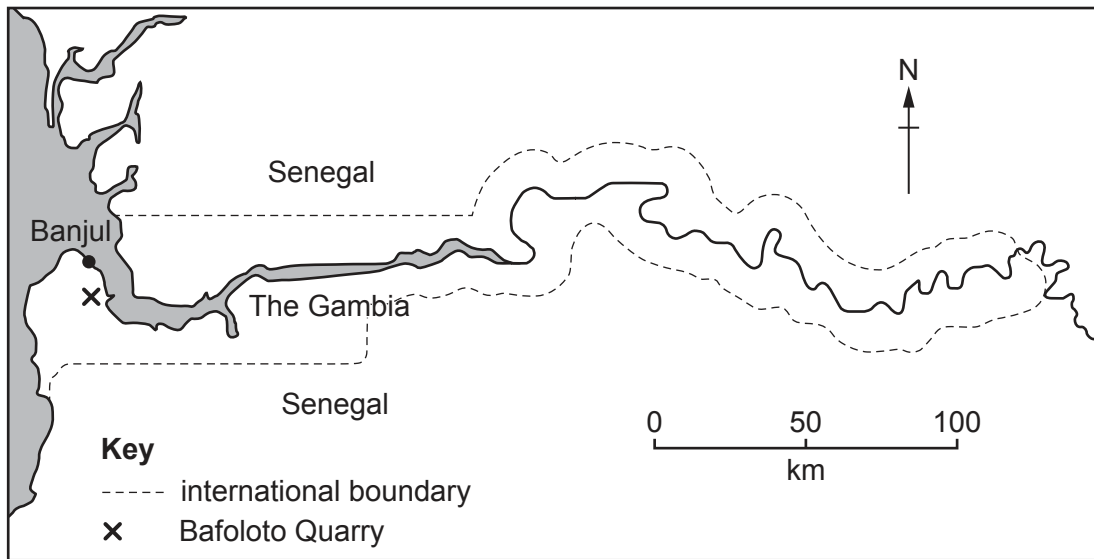 N
Senegal
Banjul
The Gambia
Senegal
0 50 100
km
Key
international boundary
Bafoloto Quarry